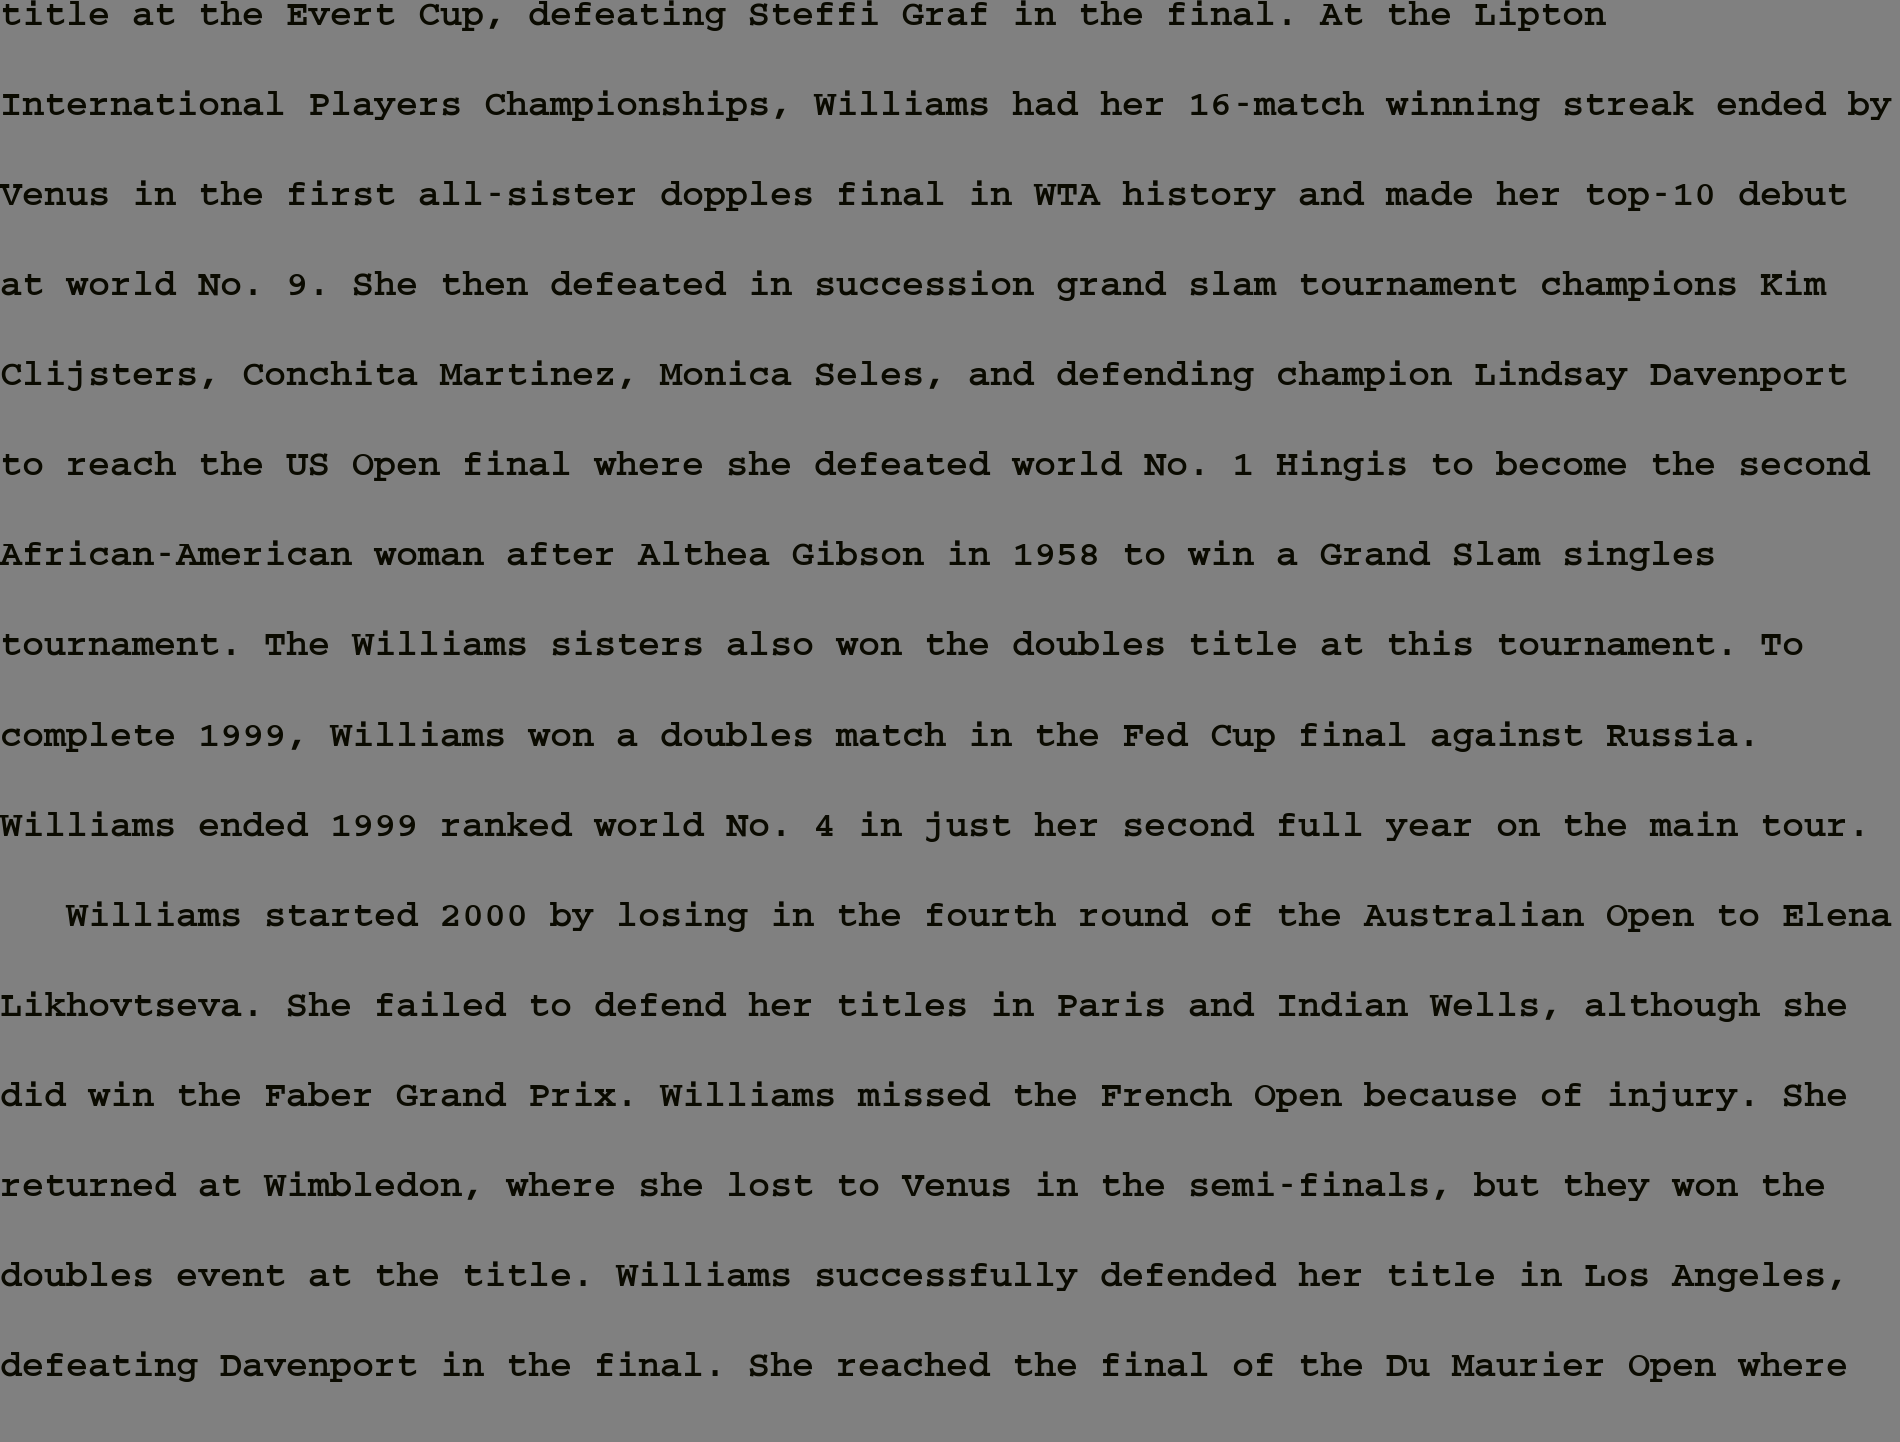 title at the Evert Cup, defeating Steffi Graf in the final. At the Lipton
International Players Championships, Williams had her 16-match winning streak ended by
Venus in the first all-sister dopples final in WTA history and made her top-10 debut
at world No. 9. She then defeated in succession grand slam tournament champions Kim
Clijsters, Conchita Martinez, Monica Seles, and defending champion Lindsay Davenport
to reach the US Open final where she defeated world No. 1 Hingis to become the second
African-American woman after Althea Gibson in 1958 to win a Grand Slam singles
tournament. The Williams sisters also won the doubles title at this tournament. To
complete 1999, Williams won a doubles match in the Fed Cup final against Russia.
Williams ended 1999 ranked world No. 4 in just her second full year on the main tour.
Williams started 2000 by losing in the fourth round of the Australian Open to Elena
Likhovtseva. She failed to defend her titles in Paris and Indian Wells, although she
did win the Faber Grand Prix. Williams missed the French Open because of injury. She
returned at Wimbledon, where she lost to Venus in the semi-finals, but they won the
doubles event at the title. Williams successfully defended her title in Los Angeles,
defeating Davenport in the final. She reached the final of the Du Maurier Open where